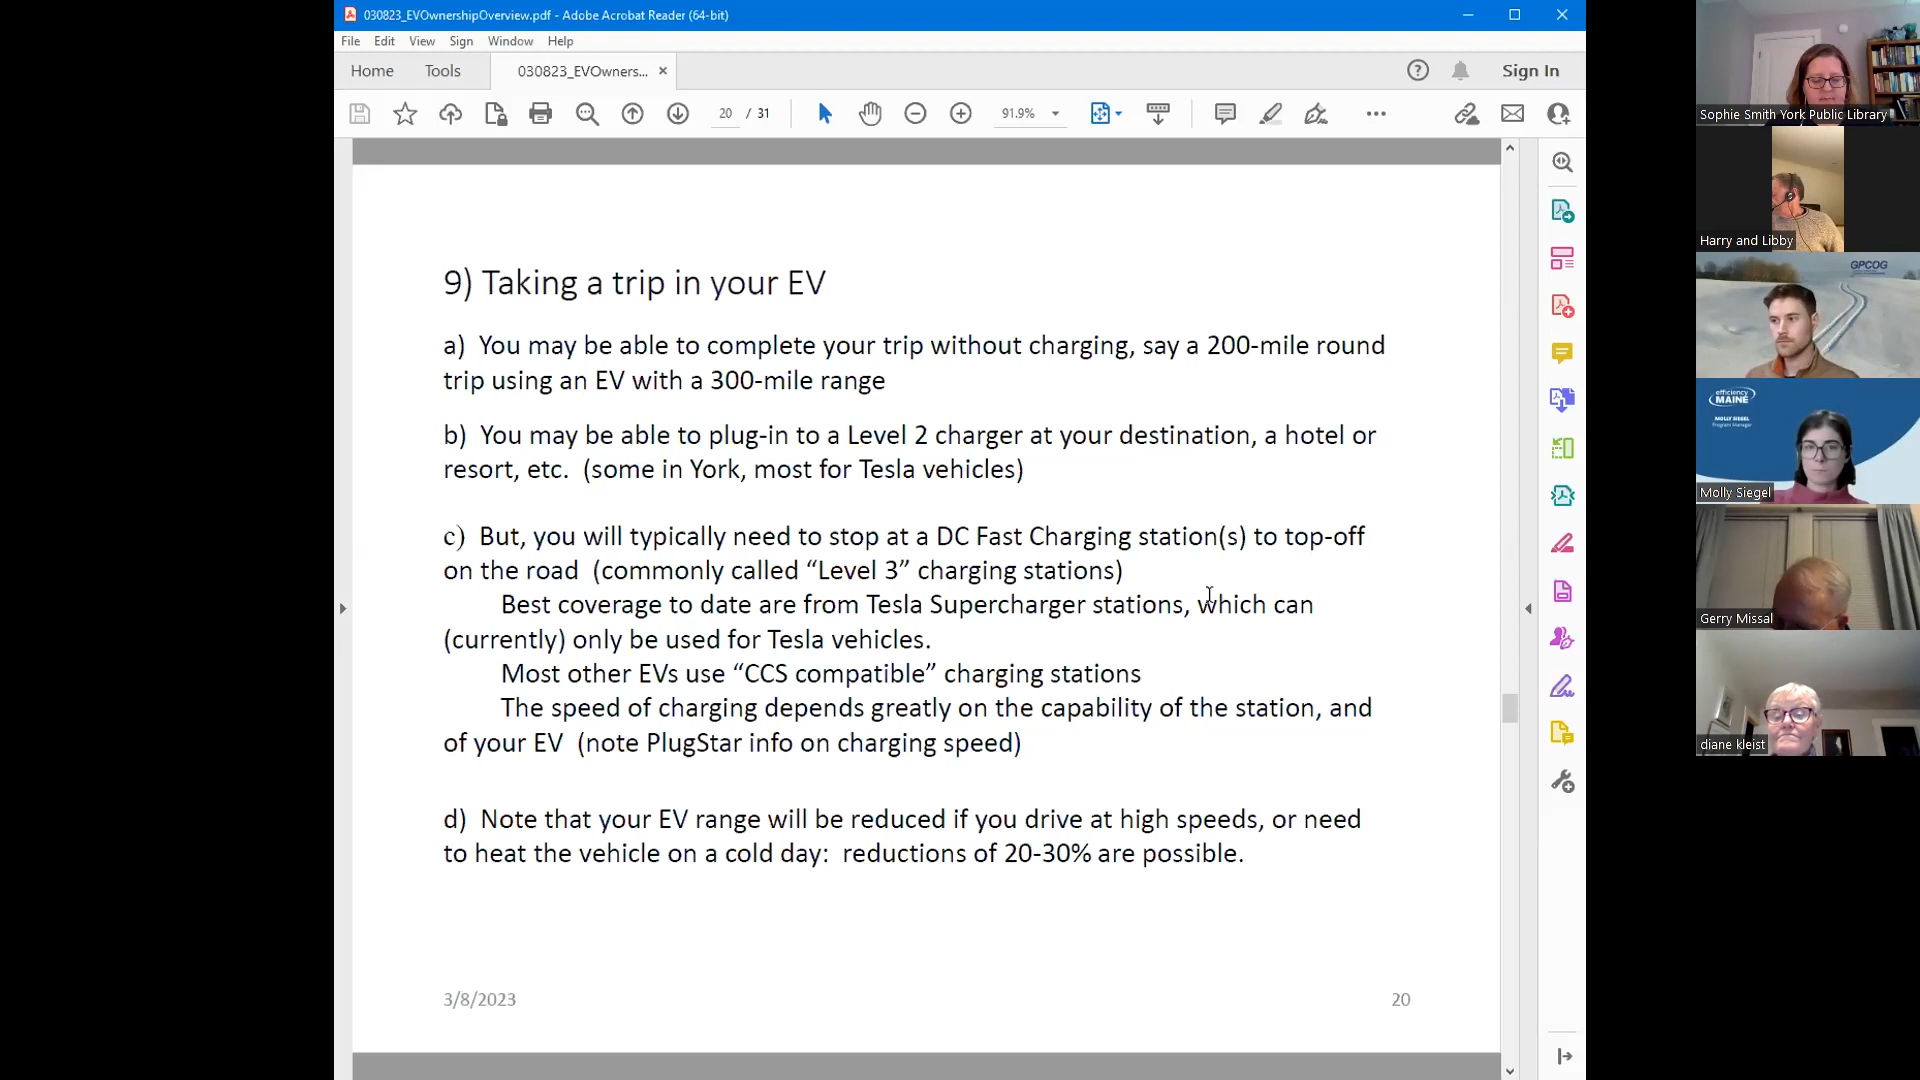 030823_EVOwnershipOverview.pdf - Adobe Acrobat Reader (64-bit)
File Edit View Sign Window Help
Home Tools 030823_EVOwners... × Sign In
20 / 31 91.9%
9) Taking a trip in your EV
a) You may be able to complete your trip without charging, say a 200-mile round
trip using an EV with a 300-mile range
b) You may be able to plug-in to a Level 2 charger at your destination, a hotel or
resort, etc. (some in York, most for Tesla vehicles)
c) But, you will typically need to stop at a DC Fast Charging station(s) to top-off
on the road (commonly called “Level 3” charging stations)
Best coverage to date are from Tesla Supercharger stations, which can
(currently) only be used for Tesla vehicles.
Most other EVs use “CCS compatible” charging stations
The speed of charging depends greatly on the capability of the station, and
of your EV (note PlugStar info on charging speed)
d) Note that your EV range will be reduced if you drive at high speeds, or need
to heat the vehicle on a cold day: reductions of 20-30% are possible.
3/8/2023 20
Sophie Smith York Public Library
Harry and Libby
GPCOG
efficiency
MAINE
MOLLY SIEGEL
Program Manager
Molly Siegel
Gerry Missal
diane kleist